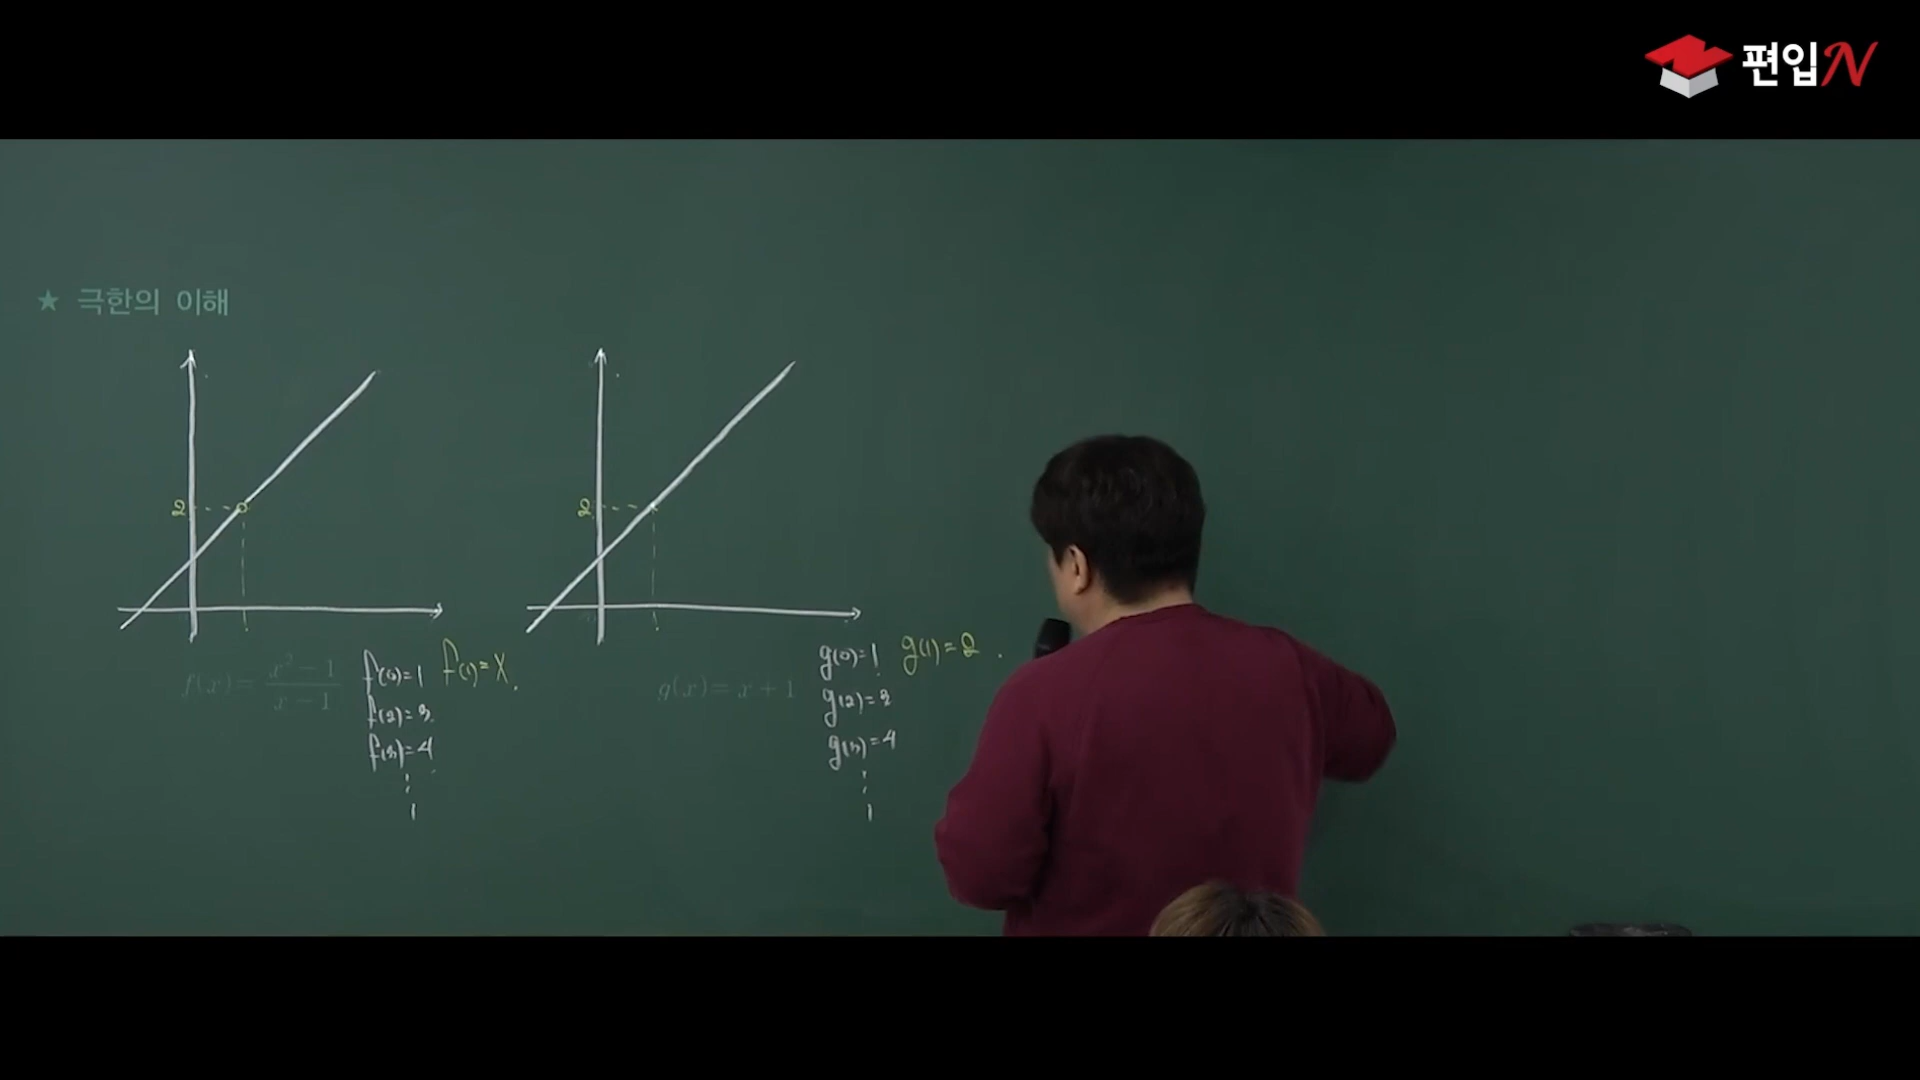 편입N
★ 극한의 이해
2
2
f(x) = x² - 1 / x - 1
f(0)=1 f(1)=X.
f(2)=3
f(3)=4
⋮
g(x) = x + 1
g(0)=1 g(1)=2.
g(2)=3
g(3)=4
⋮